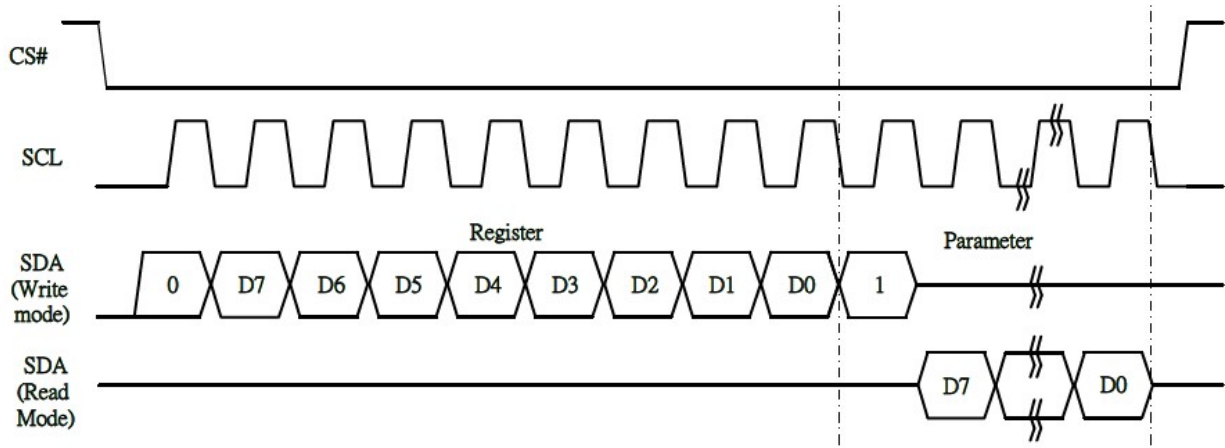 CS#
SCL
Register
Parameter
SDA
(Write
mode)
0 D7 D6 D5 D4 D3 D2 D1 D0 1
SDA
(Read
Mode)
D7 D0